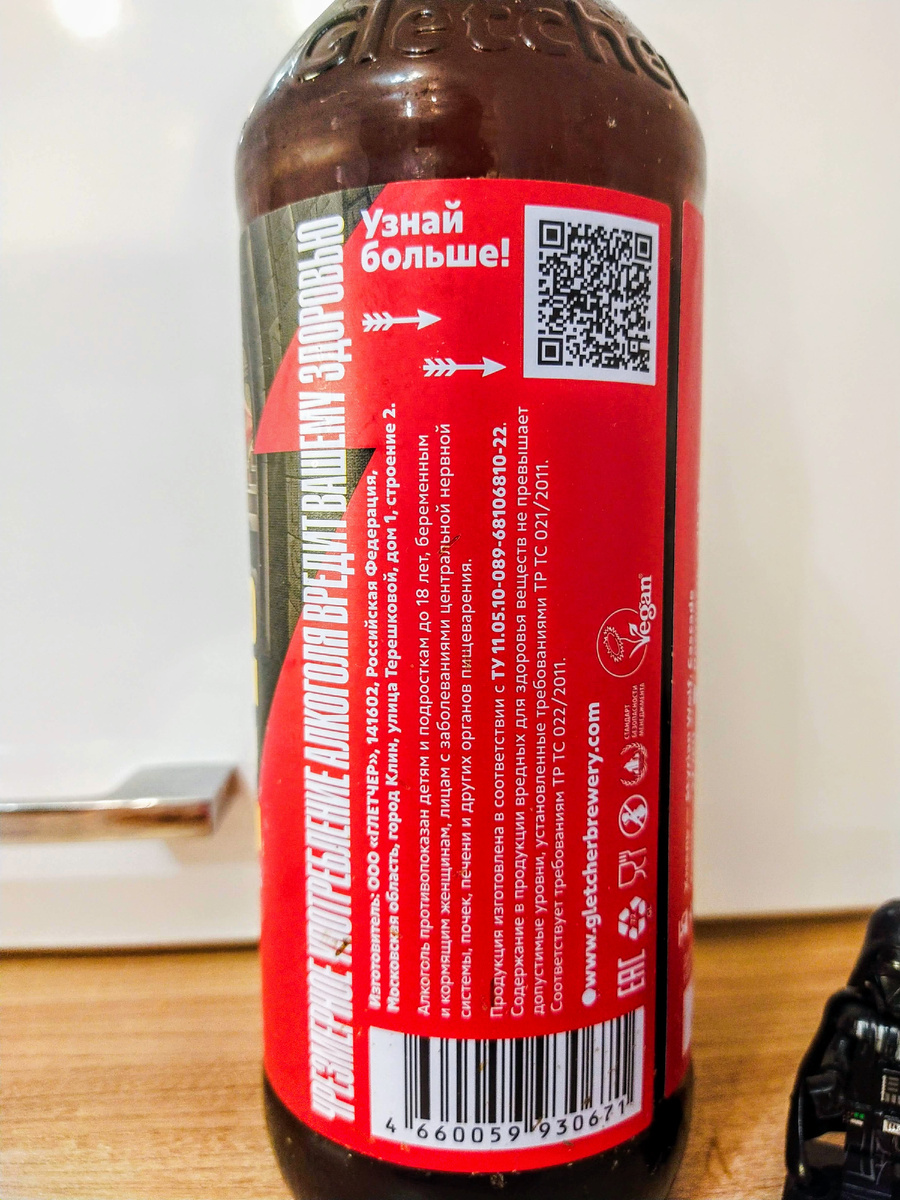 Gletche
Узнай
больше!
ЧРЕЗМЕРНОЕ УПОТРЕБЛЕНИЕ АЛКОГОЛЯ ВРЕДИТ ВАШЕМУ ЗДОРОВЬЮ
Изготовитель: ООО «ГЛЕТЧЕР», 141602, Российская Федерация,
Московская область, город Клин, улица Терешковой, дом 1, строение 2.
Алкоголь противопоказан детям и подросткам до 18 лет, беременным
и кормящим женщинам, лицам с заболеваниями центральной нервной
системы, почек, печени и других органов пищеварения.
Продукция изготовлена в соответствии с ТУ 11.05.10-089-68106810-22.
Содержание в продукции вредных для здоровья веществ не превышает
допустимые уровни, установленные требованиями ТР ТС 021/2011.
Соответствует требованиям ТР ТС 022/2011.
www.gletcherbrewery.com
EAC
СТАНДАРТ
БЕЗОПАСНОСТИ
МЕНЕДЖМЕНТА
Vegan
4 660059 930671